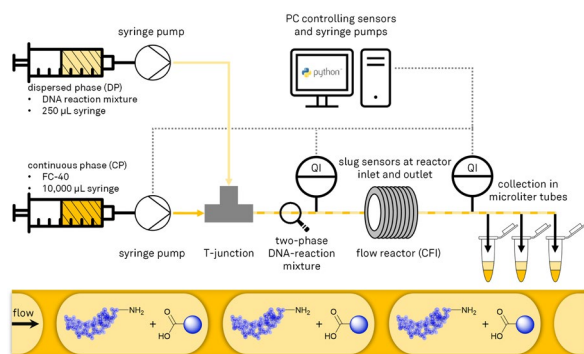 syringe pump
PC controlling sensors
and syringe pumps
python
dispersed phase (DP)
• DNA reaction mixture
• 250 µL syringe
continuous phase (CP)
• FC-40
• 10,000 µL syringe
QI
slug sensors at reactor
inlet and outlet
QI
collection in
microliter tubes
syringe pump
T-junction
two-phase
DNA-reaction
mixture
flow reactor (CFI)
flow
NH2 + O HO
NH2 + O HO
NH2 + O HO